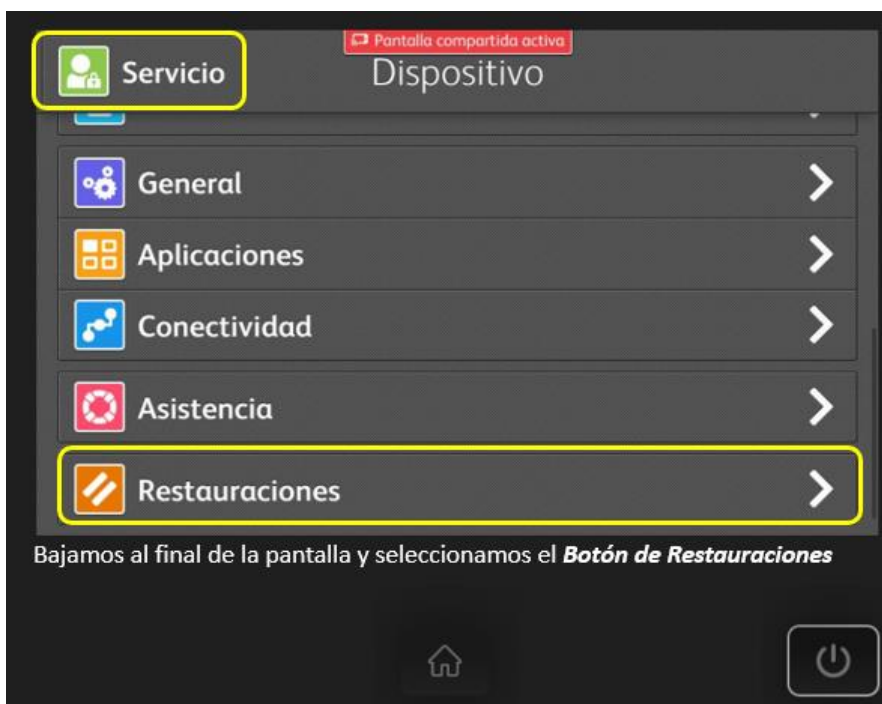 Pantalla compartida activa
Servicio
Dispositivo
General
Aplicaciones
Conectividad
Asistencia
Restauraciones
Bajamos al final de la pantalla y seleccionamos el Botón de Restauraciones